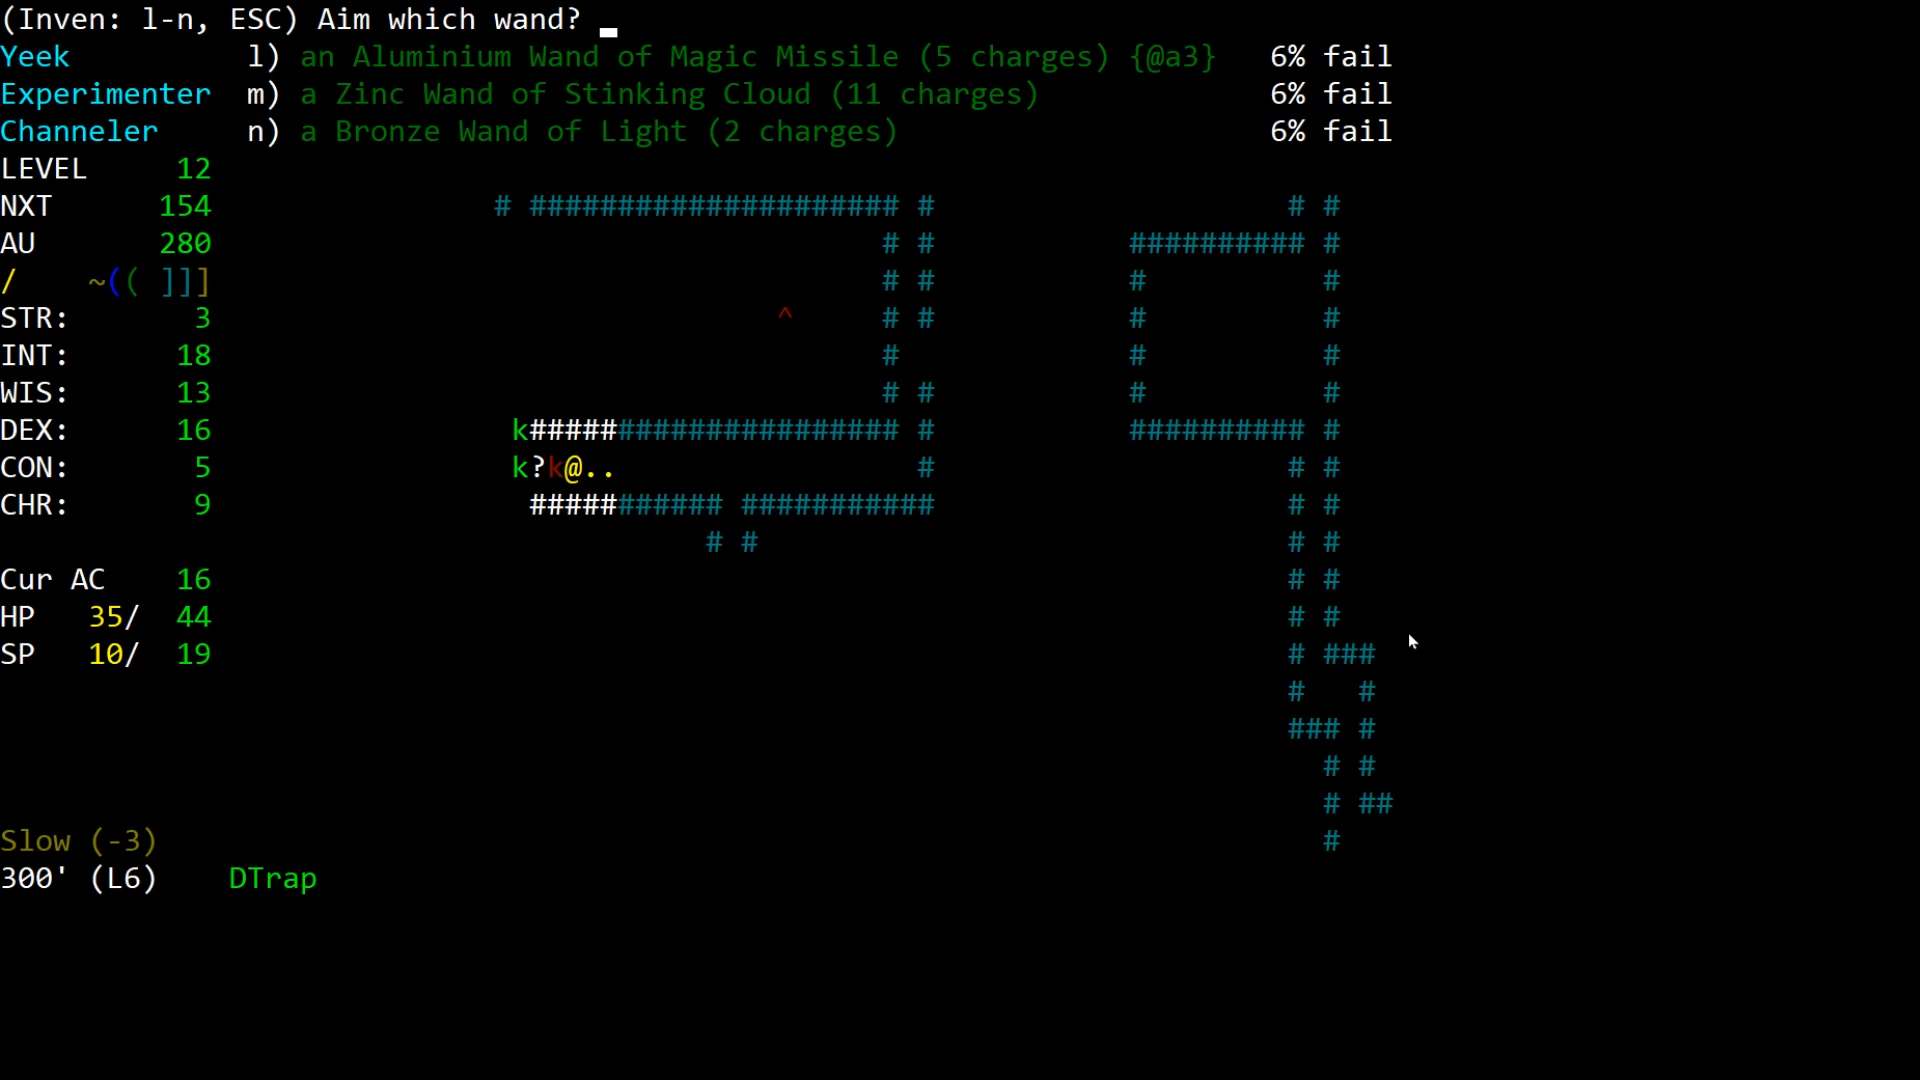 (Inven: l-n, ESC) Aim which wand? _
Yeek l) an Aluminium Wand of Magic Missile (5 charges) {@a3} 6% fail
Experimenter m) a Zinc Wand of Stinking Cloud (11 charges) 6% fail
Channeler n) a Bronze Wand of Light (2 charges) 6% fail
LEVEL 12
NXT 154 # ##################### # # #
AU 280 # # ########## #
/ ~(( ]]] # # # #
STR: 3 ^ # # # #
INT: 18 # # #
WIS: 13 # # # #
DEX: 16 k##################### # ########## #
CON: 5 k?k@.. # # #
CHR: 9 ########### ########### # #
# # # #
Cur AC 16 # #
HP 35/ 44 # #
SP 10/ 19 # ###
# #
### #
# #
# ##
Slow (-3) #
300' (L6) DTrap